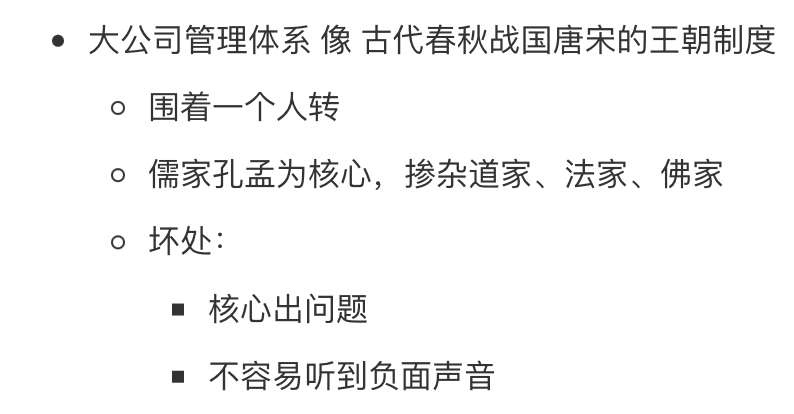 大公司管理体系 像 古代春秋战国唐宋的王朝制度
围着一个人转
儒家孔孟为核心，掺杂道家、法家、佛家
坏处：
核心出问题
不容易听到负面声音